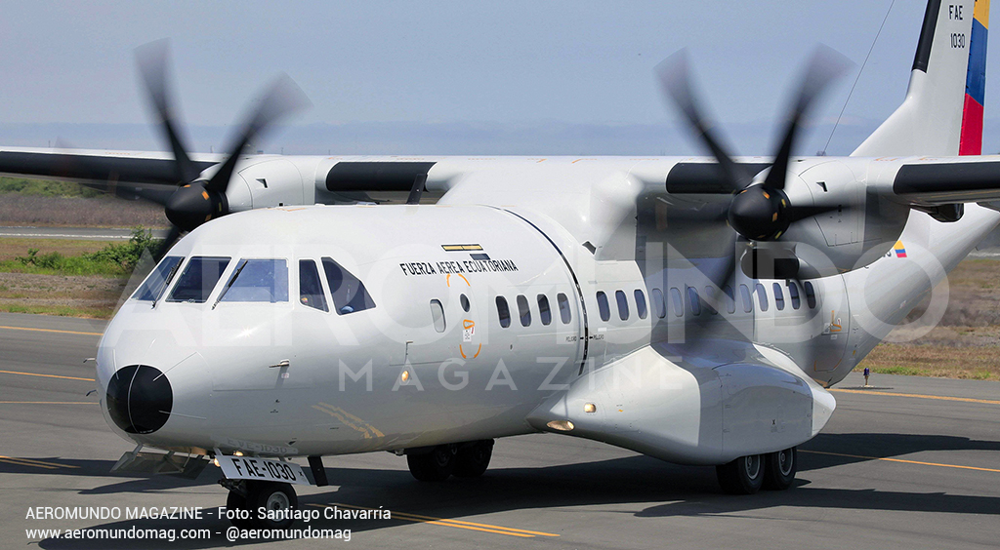 FAE
1030
FUERZA AEREA ECUATORIANA
AEROMUNDO
MAGAZINE
FAE-1030
AEROMUNDO MAGAZINE - Foto: Santiago Chavarría
www.aeromundomag.com - @aeromundomag